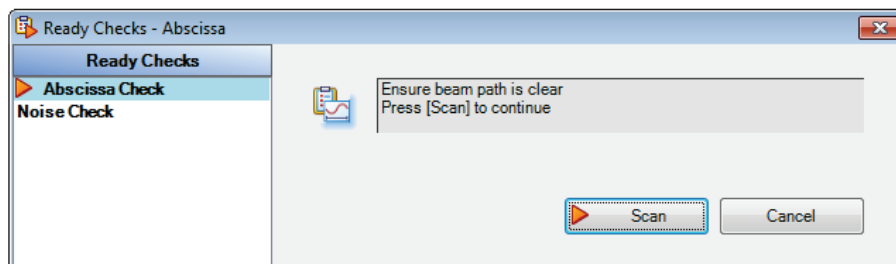 Ready Checks - Abscissa
Ready Checks
Abscissa Check
Noise Check
Ensure beam path is clear
Press [Scan] to continue
Scan
Cancel